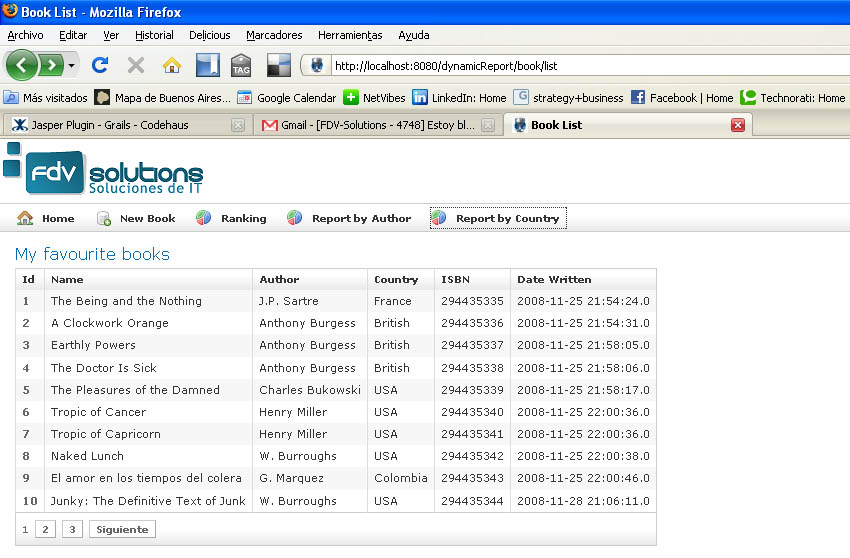 Book List - Mozilla Firefox
Archivo Editar Ver Historial Delicious Marcadores Herramientas Ayuda
TAG http://localhost:8080/dynamicReport/book/list
Más visitados Mapa de Buenos Aires... Google Calendar NetVibes LinkedIn: Home strategy+business Facebook | Home Technorati: Home
Jasper Plugin - Grails - Codehaus Gmail - [FDV-Solutions - 4748] Estoy bl... Book List
fdv solutions
Soluciones de IT
Home New Book Ranking Report by Author Report by Country
My favourite books
Id Name Author Country ISBN Date Written
1 The Being and the Nothing J.P. Sartre France 294435335 2008-11-25 21:54:24.0
2 A Clockwork Orange Anthony Burgess British 294435336 2008-11-25 21:54:31.0
3 Earthly Powers Anthony Burgess British 294435337 2008-11-25 21:58:05.0
4 The Doctor Is Sick Anthony Burgess British 294435338 2008-11-25 21:58:06.0
5 The Pleasures of the Damned Charles Bukowski USA 294435339 2008-11-25 21:58:17.0
6 Tropic of Cancer Henry Miller USA 294435340 2008-11-25 22:00:36.0
7 Tropic of Capricorn Henry Miller USA 294435341 2008-11-25 22:00:36.0
8 Naked Lunch W. Burroughs USA 294435342 2008-11-25 22:00:38.0
9 El amor en los tiempos del colera G. Marquez Colombia 294435343 2008-11-25 22:00:46.0
10 Junky: The Definitive Text of Junk W. Burroughs USA 294435344 2008-11-28 21:06:11.0
1 2 3 Siguiente